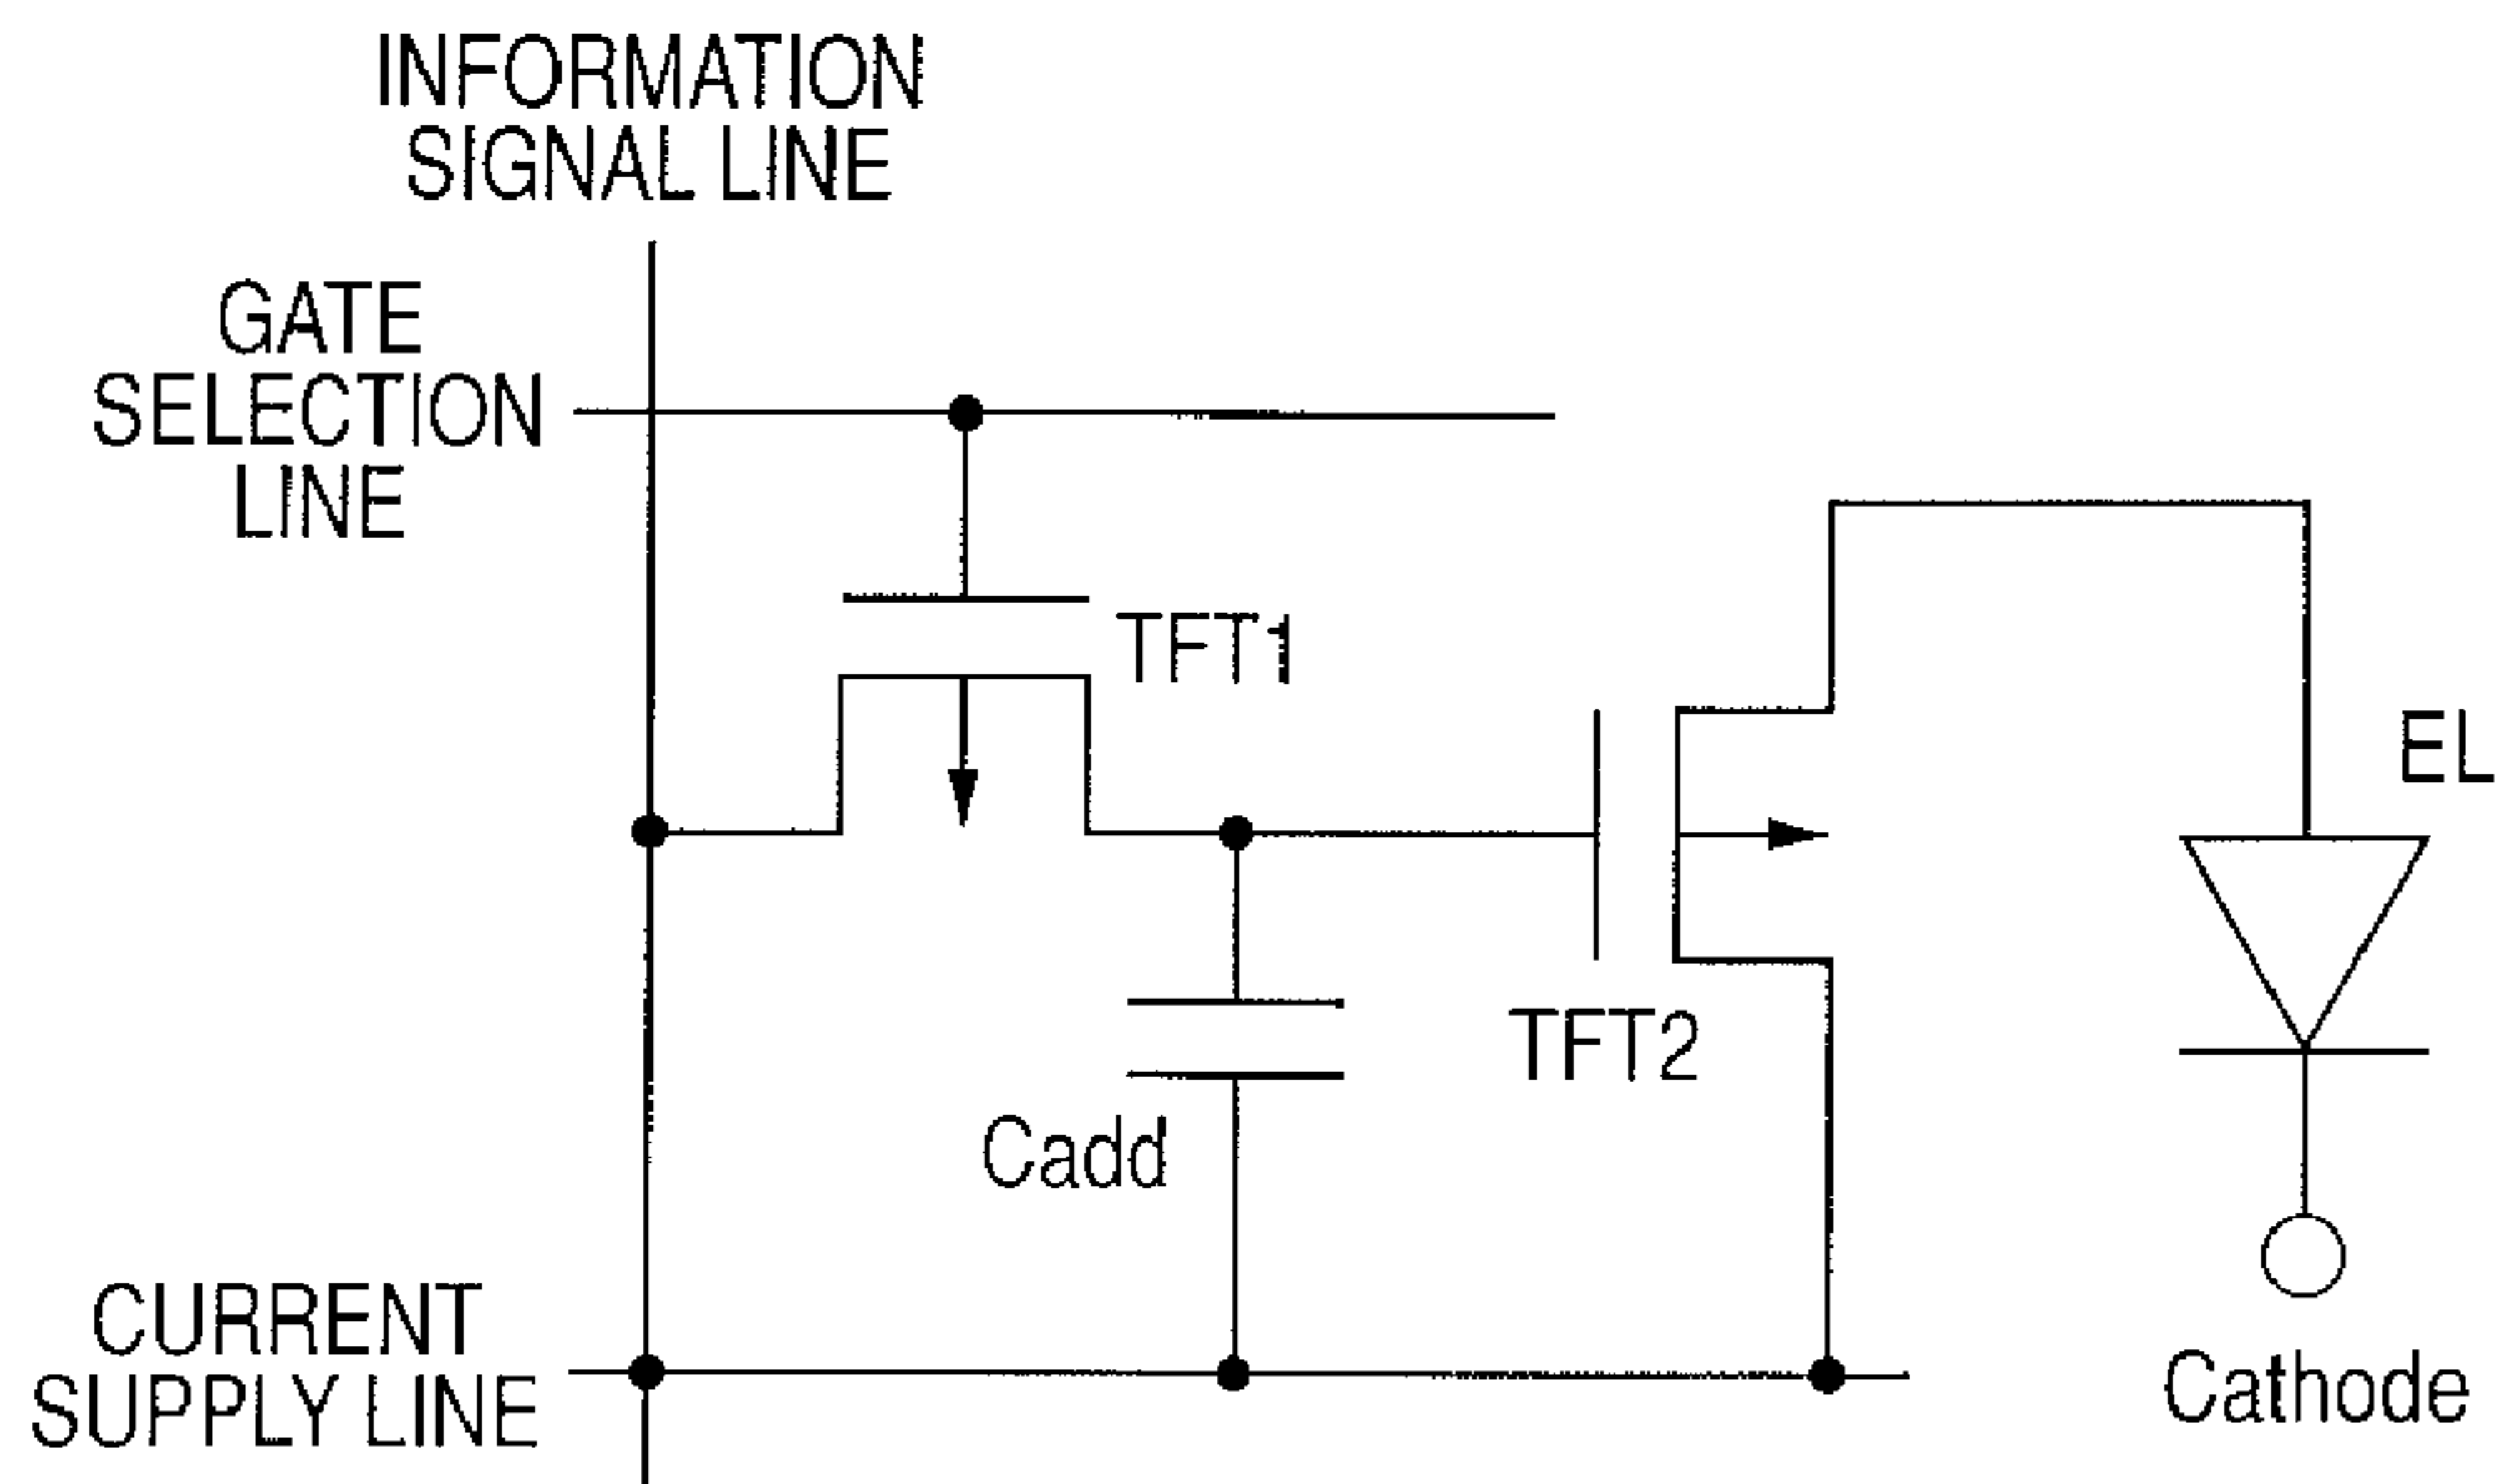 INFORMATION
SIGNAL LINE
GATE
SELECTION
LINE
TFT1
EL
TFT2
Cadd
CURRENT
SUPPLY LINE
Cathode